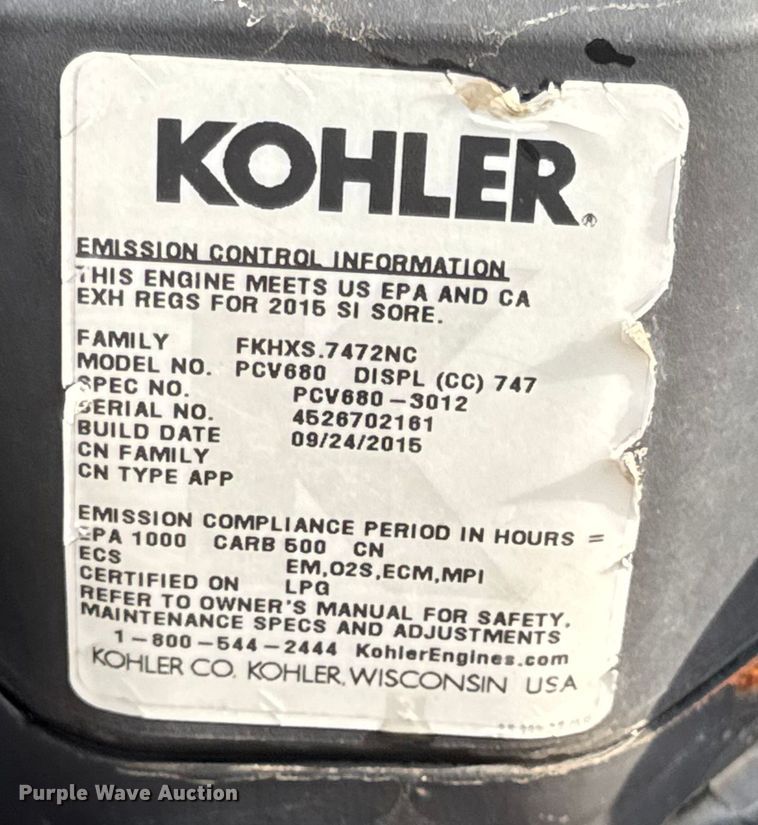 KOHLER®
EMISSION CONTROL INFORMATION
THIS ENGINE MEETS US EPA AND CA
EXH REGS FOR 2015 SI SORE.
FAMILY FKHXS.7472NC
MODEL NO. PCV680 DISPL (CC) 747
SPEC NO. PCV680-3012
SERIAL NO. 4526702161
BUILD DATE 09/24/2015
CN FAMILY
CN TYPE APP
EMISSION COMPLIANCE PERIOD IN HOURS =
EPA 1000 CARB 500 CN
ECS EM,O2S,ECM,MPI
CERTIFIED ON LPG
REFER TO OWNER'S MANUAL FOR SAFETY,
MAINTENANCE SPECS AND ADJUSTMENTS
1-800-544-2444 KohlerEngines.com
KOHLER CO. KOHLER, WISCONSIN USA
Purple Wave Auction